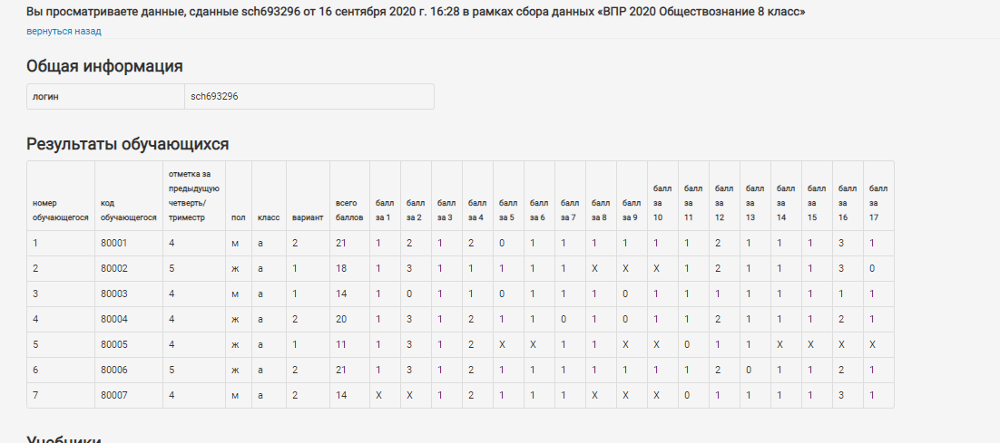 Вы просматриваете данные, сданные sch693296 от 16 сентября 2020 г. 16:28 в рамках сбора данных «ВПР 2020 Обществознание 8 класс»
вернуться назад
Общая информация
логин sch693296
Результаты обучающихся
номер обучающегося код обучающегося отметка за предыдущую четверть/ триместр пол класс вариант всего баллов балл за 1 балл за 2 балл за 3 балл за 4 балл за 5 балл за 6 балл за 7 балл за 8 балл за 9 балл за 10 балл за 11 балл за 12 балл за 13 балл за 14 балл за 15 балл за 16 балл за 17
1 80001 4 м а 2 21 1 2 1 2 0 1 1 1 1 1 1 2 1 1 1 3 1
2 80002 5 ж а 1 18 1 3 1 1 1 1 1 X X X 1 2 1 1 1 3 0
3 80003 4 м а 1 14 1 0 1 1 0 1 1 1 0 1 1 1 1 1 1 1 1
4 80004 4 ж а 2 20 1 3 1 2 1 1 0 1 0 1 1 2 1 1 1 2 1
5 80005 4 ж а 1 11 1 3 1 2 X X 1 1 X X 0 1 1 X X X X
6 80006 5 ж а 2 21 1 3 1 2 1 1 1 1 1 1 1 2 0 1 1 2 1
7 80007 4 м а 2 14 X X 1 2 1 1 1 X X X 0 1 1 1 1 3 1
Учебники